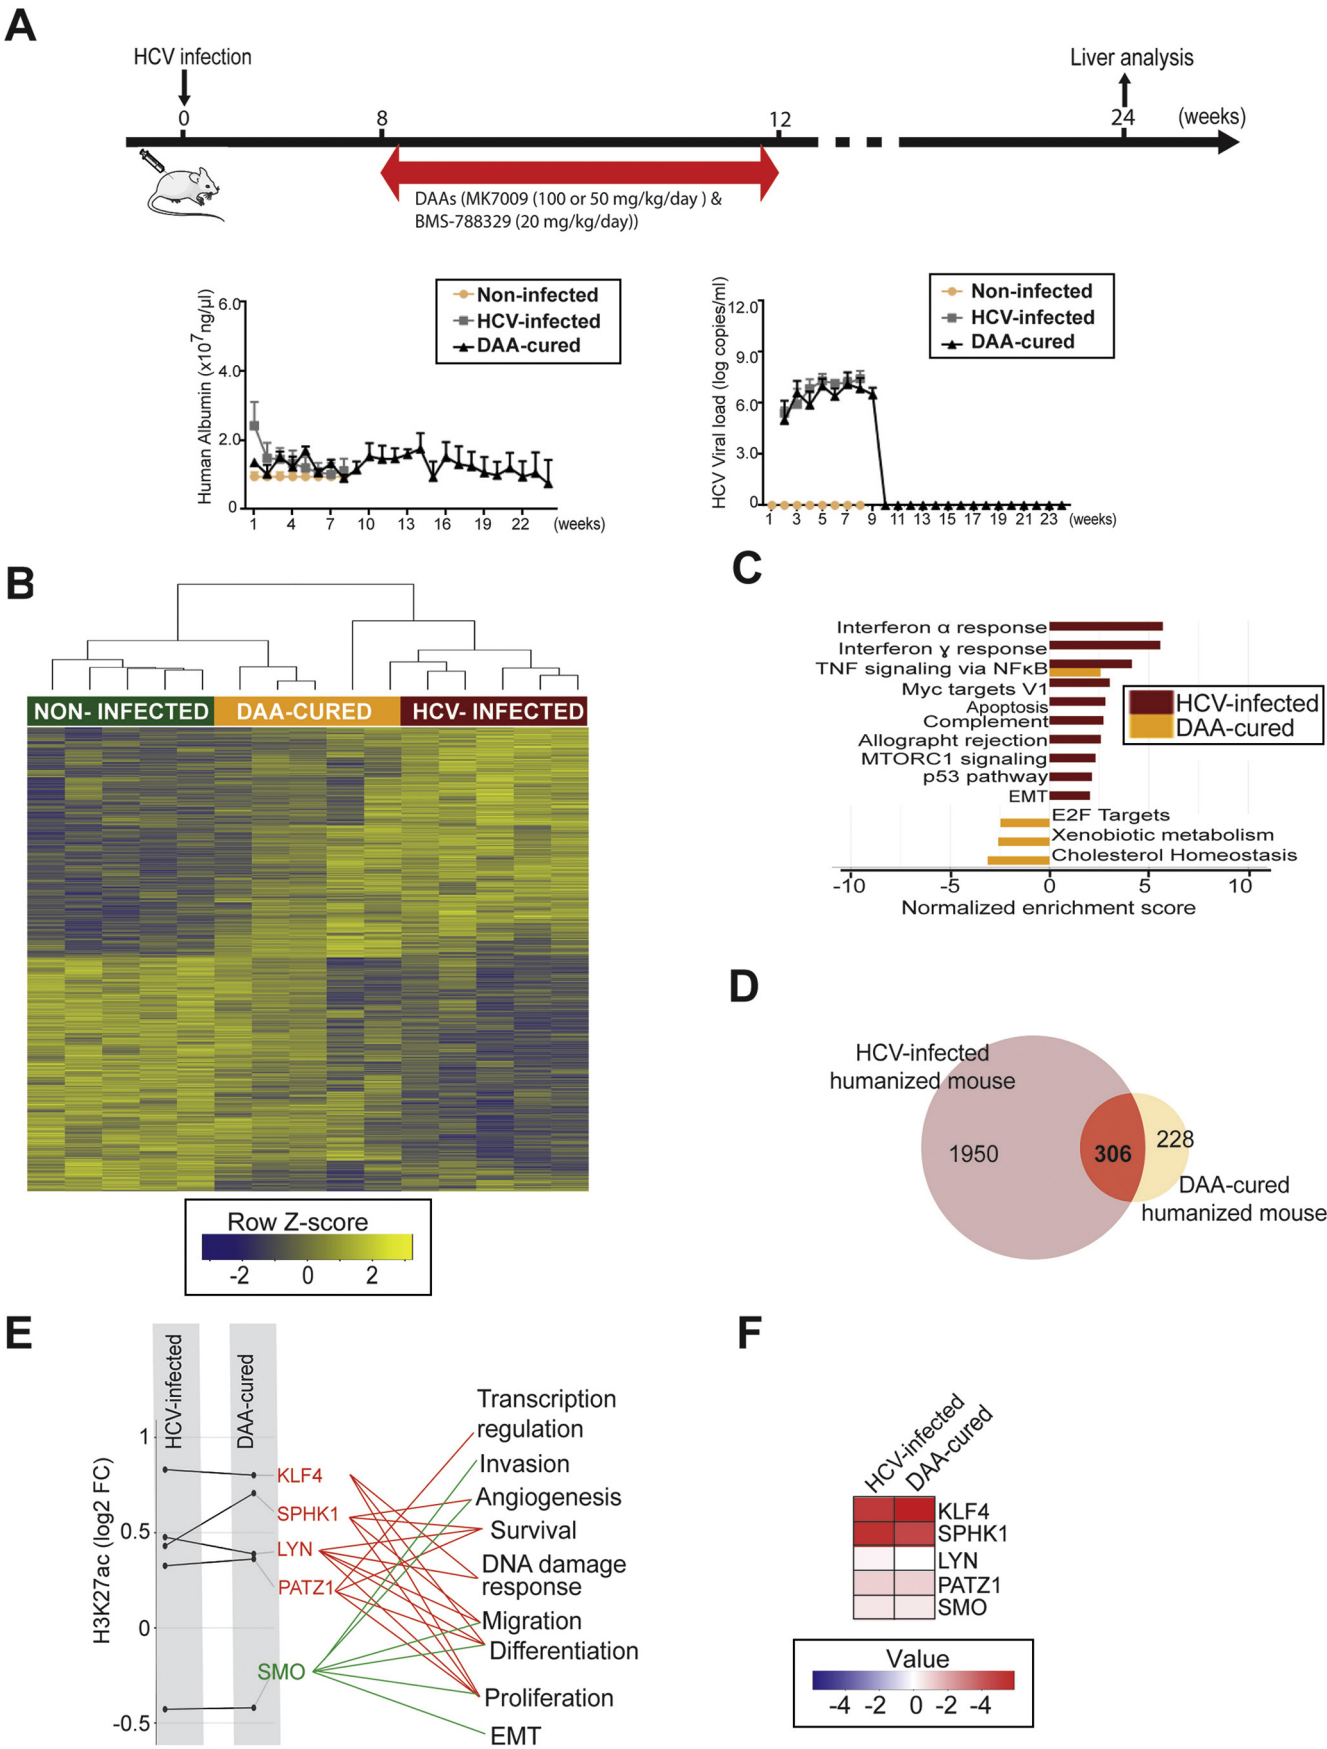 A
HCV infection
Liver analysis
0
8
12
24
(weeks)
DAAs (MK7009 (100 or 50 mg/kg/day ) &
BMS-788329 (20 mg/kg/day))
Human Albumin (x10⁷ng/µl)
6.0
4.0
2.0
0
1 4 7 10 13 16 19 22 (weeks)
Non-infected
HCV-infected
DAA-cured
HCV Viral load (log copies/ml)
12.0
9.0
6.0
3.0
0
1 3 5 7 9 11 13 15 17 19 21 23 (weeks)
Non-infected
HCV-infected
DAA-cured
B
NON- INFECTED DAA-CURED HCV- INFECTED
Row Z-score
-2 0 2
C
Interferon α response
Interferon γ response
TNF signaling via NFκB
Myc targets V1
Apoptosis
Complement
Allographt rejection
MTORC1 signaling
p53 pathway
EMT
E2F Targets
Xenobiotic metabolism
Cholesterol Homeostasis
-10 -5 0 5 10
Normalized enrichment score
HCV-infected
DAA-cured
D
HCV-infected
humanized mouse
1950
306
228
DAA-cured
humanized mouse
E
HCV-infected
DAA-cured
H3K27ac (log2 FC)
1
0.5
0
-0.5
KLF4
SPHK1
LYN
PATZ1
SMO
Transcription
regulation
Invasion
Angiogenesis
Survival
DNA damage
response
Migration
Differentiation
Proliferation
EMT
F
HCV-infected
DAA-cured
KLF4
SPHK1
LYN
PATZ1
SMO
Value
-4 -2 0 -2 -4